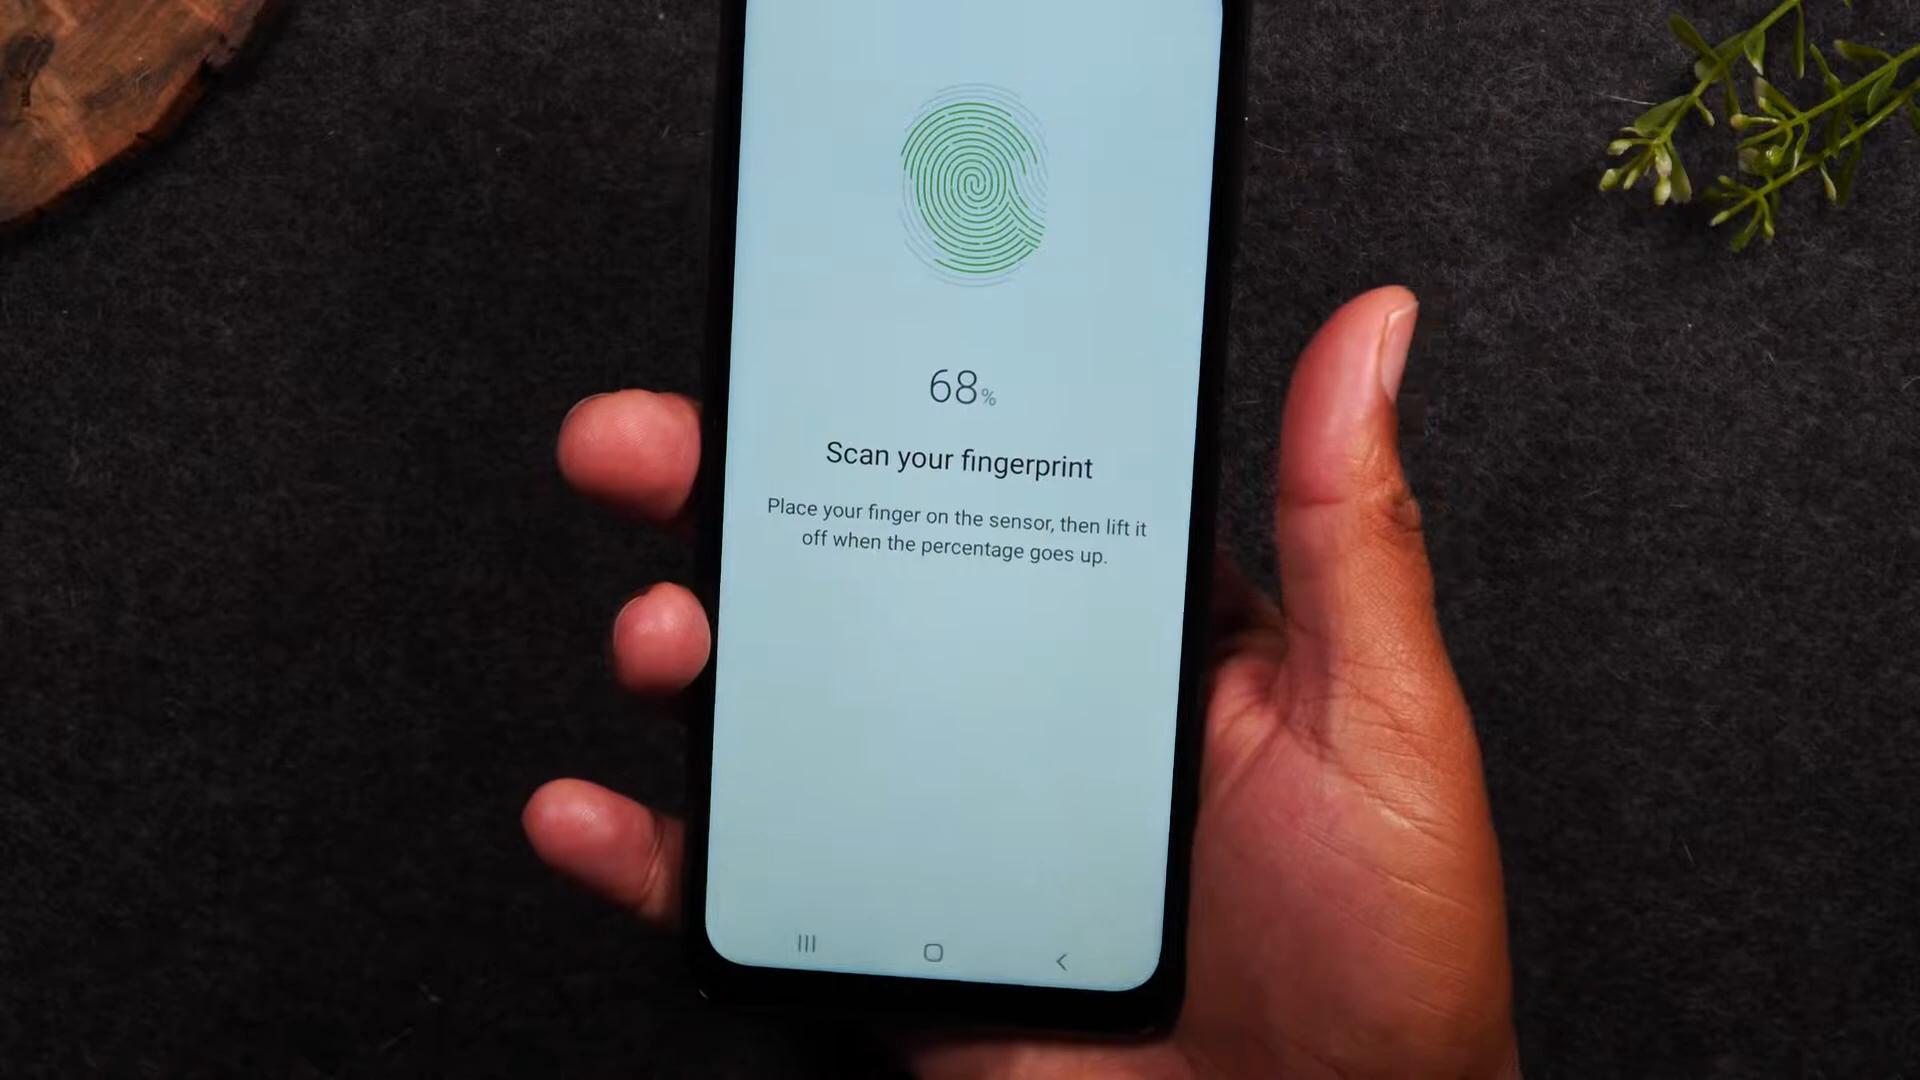 68%
Scan your fingerprint
Place your finger on the sensor, then lift it
off when the percentage goes up.